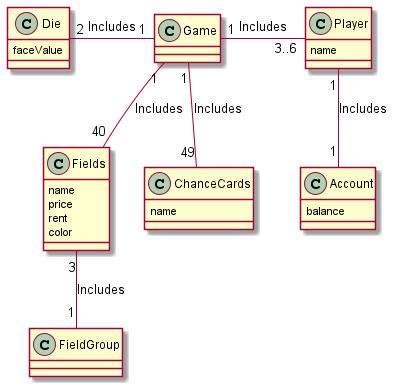 C Die
faceValue
2 Includes 1
C Game
1 Includes
3..6
C Player
name
1
Includes
40
1
Includes
49
1
Includes
1
C Fields
name
price
rent
color
C ChanceCards
name
C Account
balance
3
Includes
1
C FieldGroup